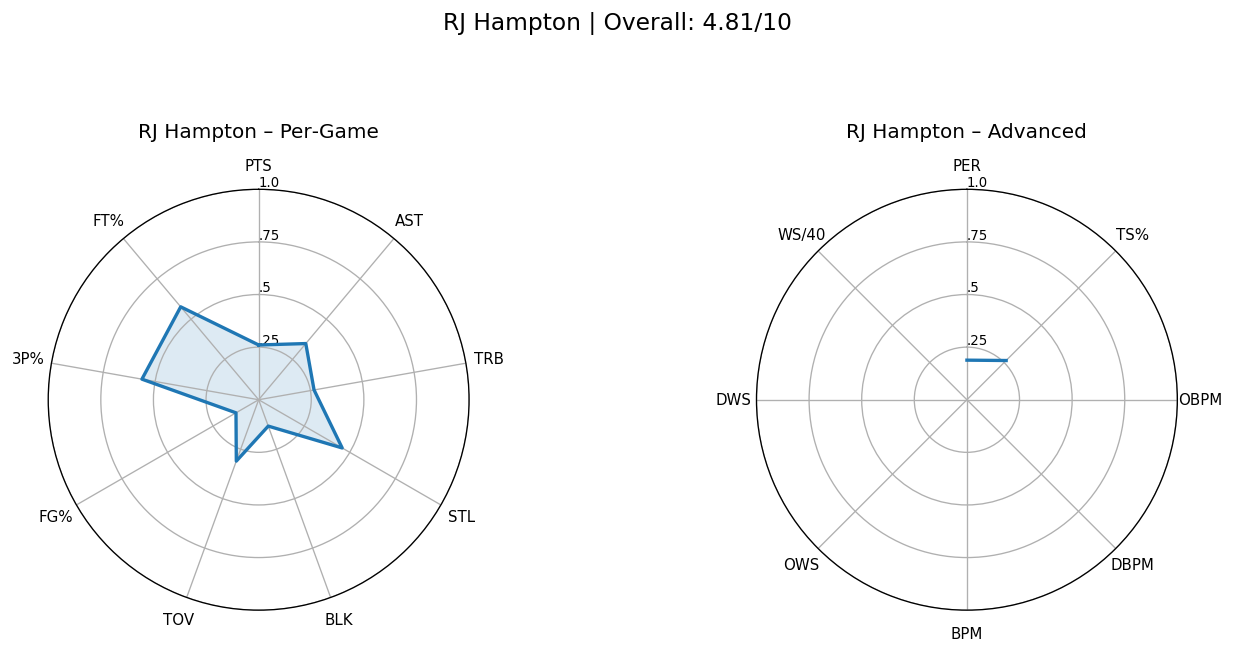 RJ Hampton | Overall: 4.81/10
RJ Hampton – Per-Game
PTS
1.0
.75
.5
.25
AST
TRB
STL
BLK
TOV
FG%
3P%
FT%
RJ Hampton – Advanced
PER
1.0
.75
.5
.25
TS%
OBPM
DBPM
BPM
OWS
DWS
WS/40